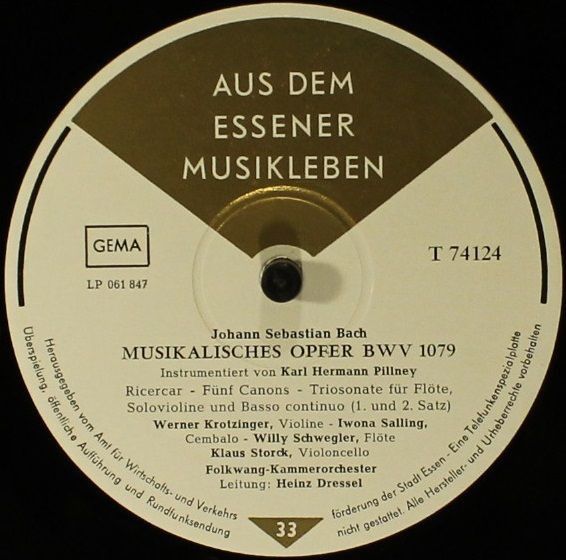 AUS DEM
ESSENER
MUSIKLEBEN
GEMA
T 74124
LP 061 847
Johann Sebastian Bach
MUSIKALISCHES OPFER BWV 1079
Instrumentiert von Karl Hermann Pillney
Ricercar - Fünf Canons - Triosonate für Flöte,
Solovioline und Basso continuo (1. und 2. Satz)
Werner Krotzinger, Violine - Iwona Salling,
Cembalo - Willy Schwegler, Flöte
Klaus Storck, Violoncello
Folkwang-Kammerorchester
Leitung: Heinz Dressel
33
Herausgegeben vom Amt für Wirtschafts- und Verkehrsförderung der Stadt Essen - Eine Telefunkenspezialplatte
Überspielung, öffentliche Aufführung und Rundfunksendung nicht gestattet. Alle Hersteller- und Urheberrechte vorbehalten